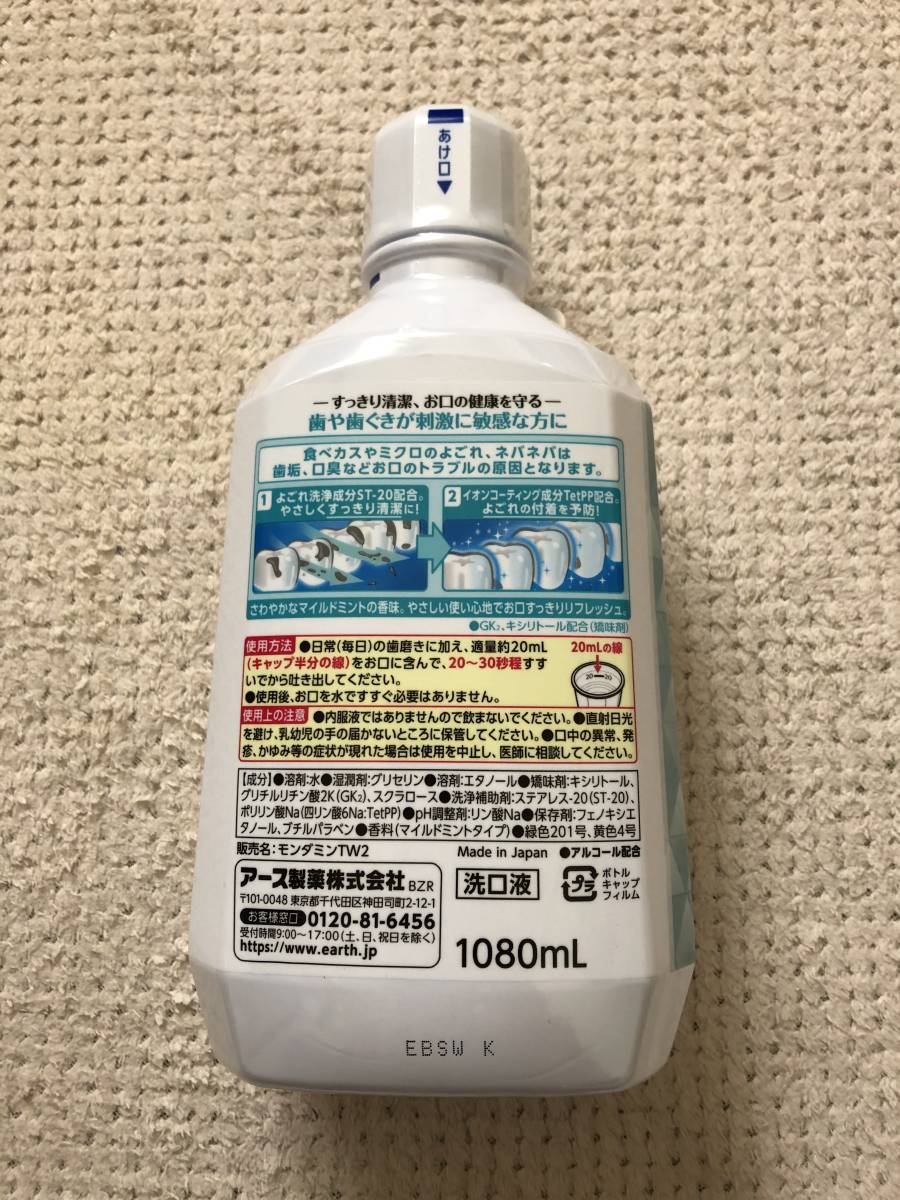 あけ口▼
―すっきり清潔、お口の健康を守る―
歯や歯ぐきが刺激に敏感な方に
食べカスやミクロのよごれ、ネバネバは
歯垢、口臭などお口のトラブルの原因となります。
1 よごれ洗浄成分ST-20配合。
やさしくすっきり清潔に!
2 イオンコーティング成分TetPP配合。
よごれの付着を予防!
さわやかなマイルドミントの香味。やさしい使い心地でお口すっきりリフレッシュ。
●GK₂、キシリトール配合(矯味剤)
使用方法 ●日常(毎日)の歯磨きに加え、適量約20mL
(キャップ半分の線)をお口に含んで、20〜30秒程すす
いでから吐き出してください。
●使用後、お口を水ですすぐ必要はありません。
20mLの線
20 20
使用上の注意 ●内服液ではありませんので飲まないでください。●直射日光
を避け、乳幼児の手の届かないところに保管してください。●口中の異常、発
疹、かゆみ等の症状が現れた場合は使用を中止し、医師に相談してください。
【成分】●溶剤:水●湿潤剤:グリセリン●溶剤:エタノール●矯味剤:キシリトール、
グリチルリチン酸2K(GK₂)、スクラロース●洗浄補助剤:ステアレス-20(ST-20)、
ポリリン酸Na(四リン酸6Na:TetPP)●pH調整剤:リン酸Na●保存剤:フェノキシエ
タノール、ブチルパラベン●香料(マイルドミントタイプ)●緑色201号、黄色4号
販売名:モンダミンTW2
Made in Japan ●アルコール配合
アース製薬株式会社 BZR
〒101-0048 東京都千代田区神田司町2-12-1
お客様窓口 0120-81-6456
受付時間9:00〜17:00(土、日、祝日を除く)
https://www.earth.jp
洗口液
プラ
ボトル
キャップ
フィルム
1080mL
EBSW K